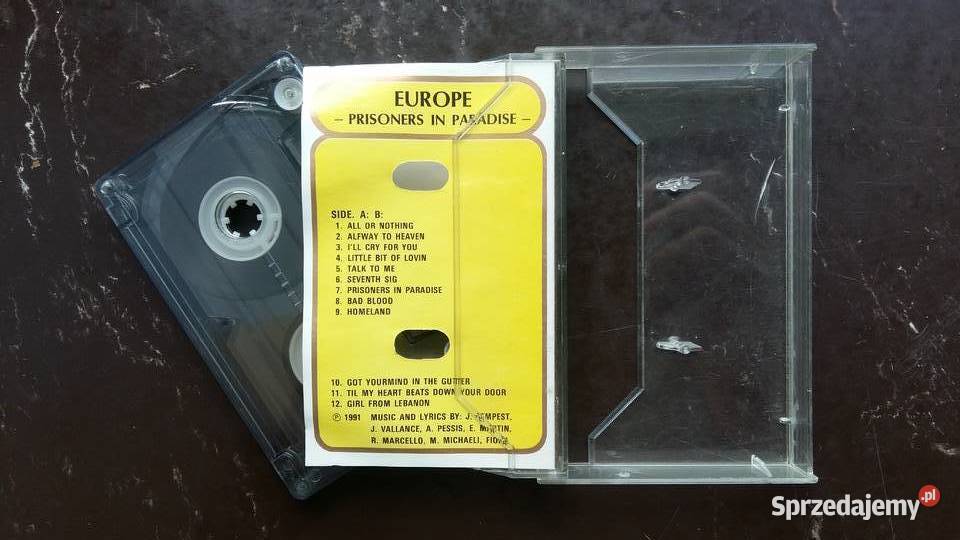 EUROPE
– PRISONERS IN PARADISE –
SIDE. A: B:
1. ALL OR NOTHING
2. ALFWAY TO HEAVEN
3. I'LL CRY FOR YOU
4. LITTLE BIT OF LOVIN
5. TALK TO ME
6. SEVENTH SIG
7. PRISONERS IN PARADISE
8. BAD BLOOD
9. HOMELAND
10. GOT YOURMIND IN THE GUTTER
11. TIL MY HEART BEATS DOWN YOUR DOOR
12. GIRL FROM LEBANON
℗ 1991 MUSIC AND LYRICS BY: J. TEMPEST,
J. VALLANCE, A. PESSIS, E. MARTIN,
R. MARCELLO, M. MICHAELI,
Sprzedajemy.pl